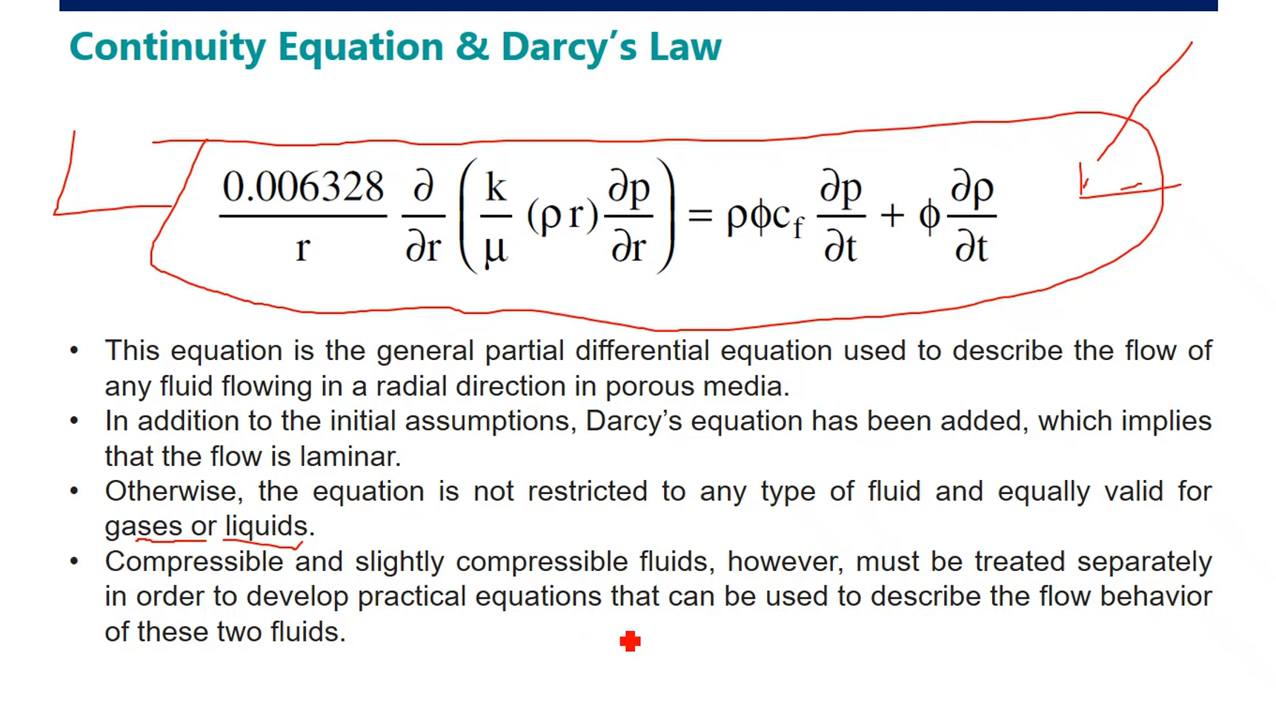 Continuity Equation & Darcy's Law
0.006328/r ∂/∂r (k/μ (ρ r) ∂p/∂r) = ρϕc_f ∂p/∂t + ϕ ∂ρ/∂t
• This equation is the general partial differential equation used to describe the flow of
any fluid flowing in a radial direction in porous media.
• In addition to the initial assumptions, Darcy's equation has been added, which implies
that the flow is laminar.
• Otherwise, the equation is not restricted to any type of fluid and equally valid for
gases or liquids.
• Compressible and slightly compressible fluids, however, must be treated separately
in order to develop practical equations that can be used to describe the flow behavior
of these two fluids.